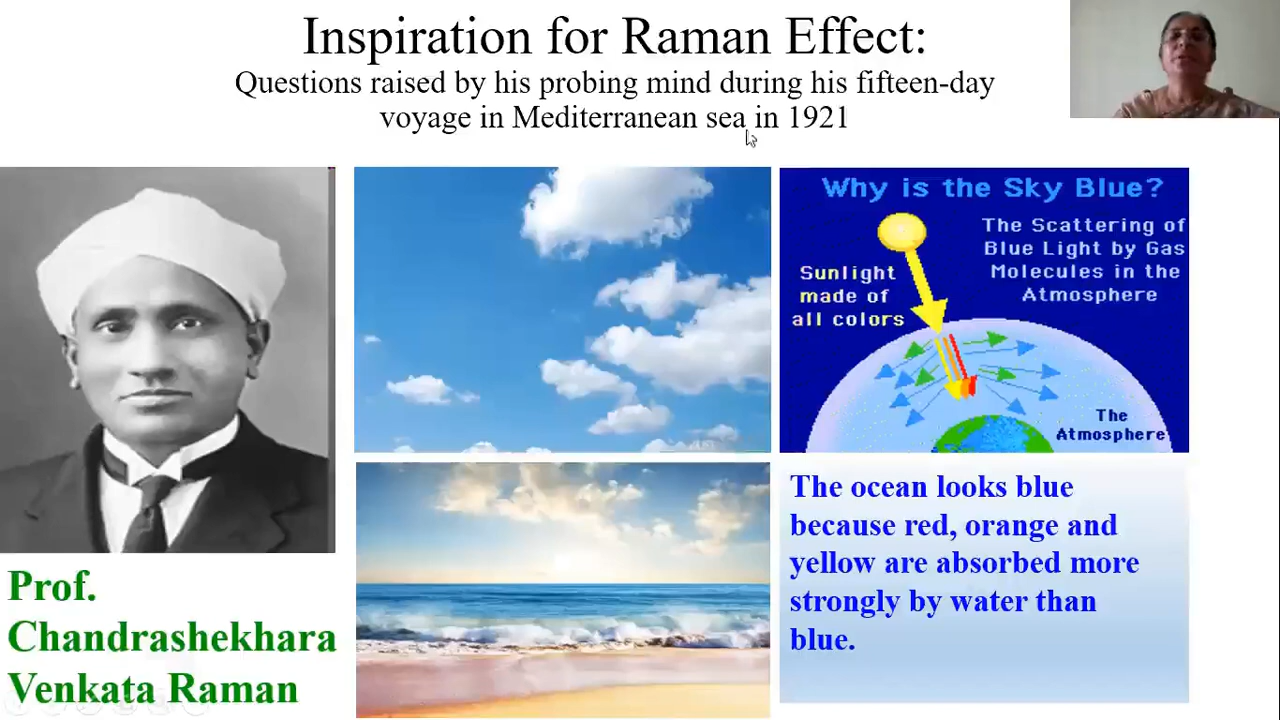 Inspiration for Raman Effect:
Questions raised by his probing mind during his fifteen-day
voyage in Mediterranean sea in 1921
Why is the Sky Blue?
The Scattering of
Blue Light by Gas
Molecules in the
Atmosphere
Sunlight
made of
all colors
The
Atmosphere
The ocean looks blue
because red, orange and
yellow are absorbed more
strongly by water than
blue.
Prof.
Chandrashekhara
Venkata Raman